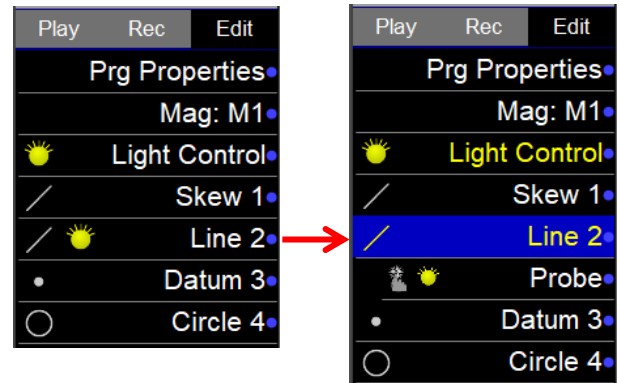 Play Rec Edit
Prg Properties
Mag: M1
Light Control
Skew 1
Line 2
Datum 3
Circle 4
Play Rec Edit
Prg Properties
Mag: M1
Light Control
Skew 1
Line 2
Probe
Datum 3
Circle 4